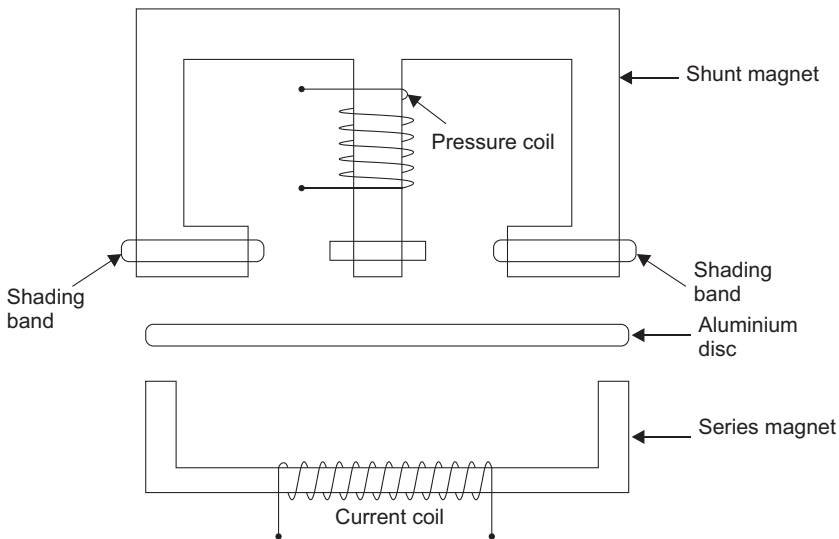 Shunt magnet
Pressure coil
Shading
band
Shading
band
Aluminium
disc
Series magnet
Current coil